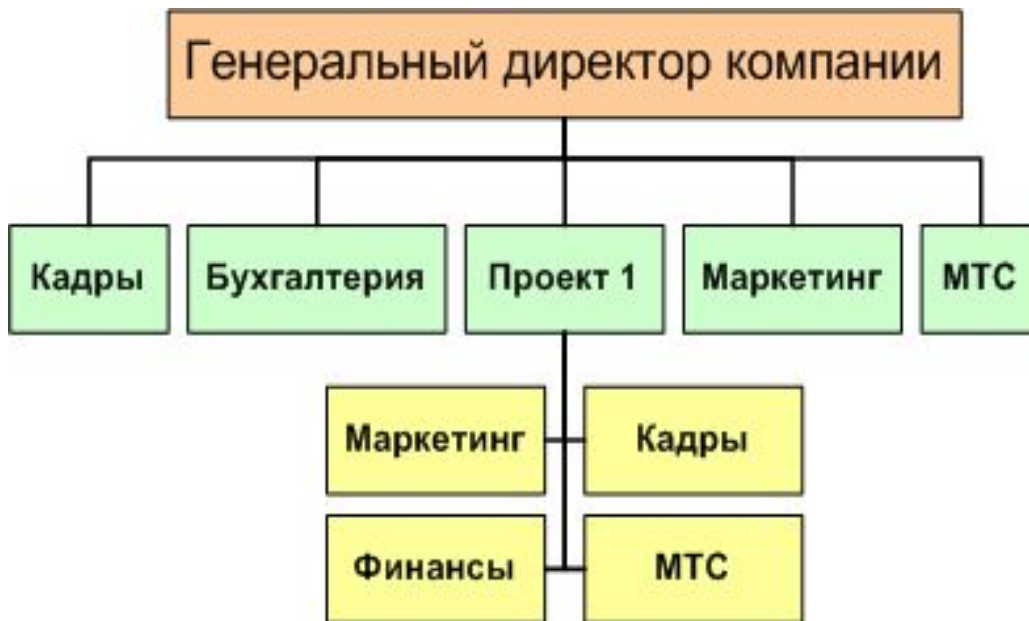 Генеральный директор компании
Кадры
Бухгалтерия
Проект 1
Маркетинг
МТС
Маркетинг
Кадры
Финансы
МТС